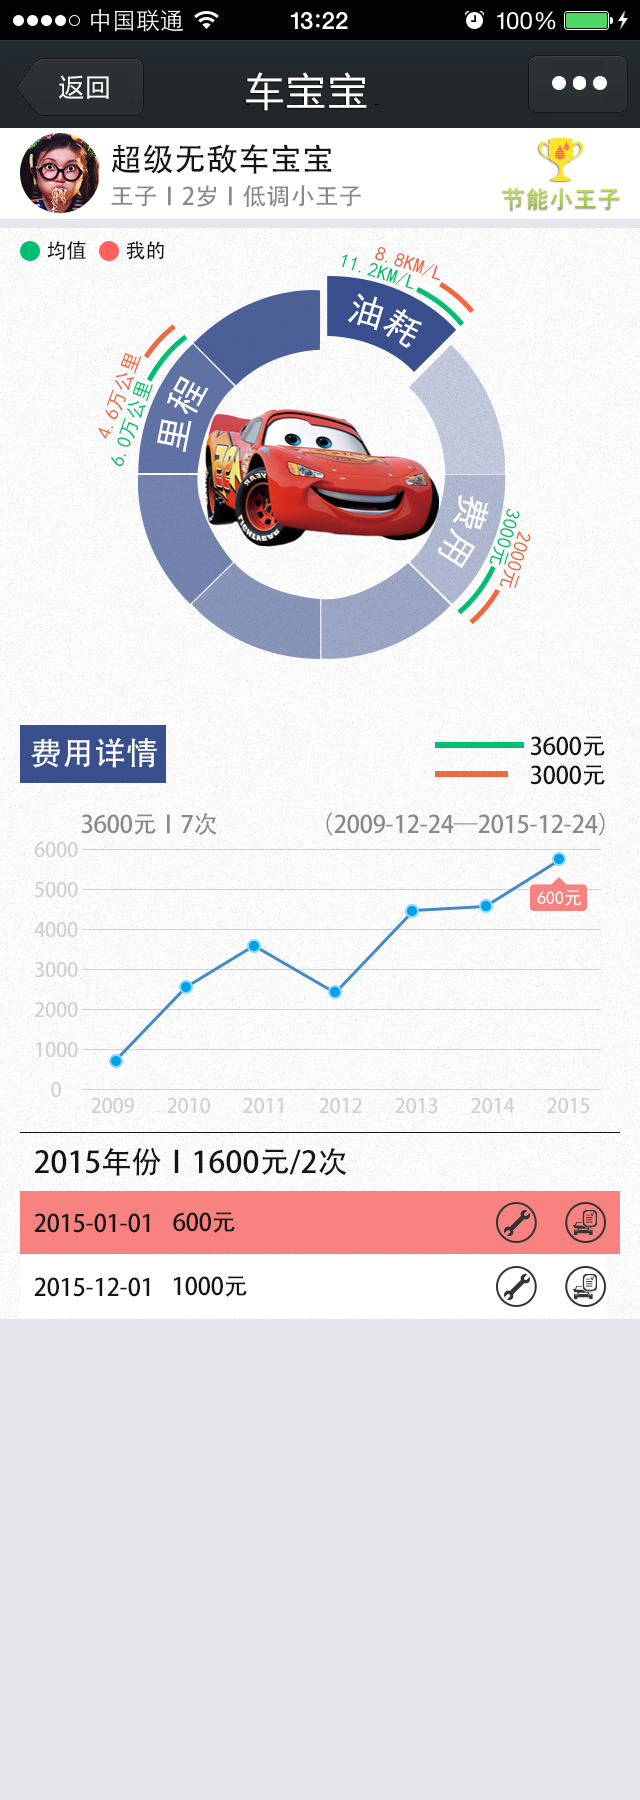 中国联通 13:22 100%
返回 车宝宝
超级无敌车宝宝
王子 | 2岁 | 低调小王子
节能小王子
均值 我的
8.8KM/L
11.2KM/L
油耗
4.6万公里
6.0万公里
里程
费用
3000元
2000元
费用详情
3600元
3000元
3600元 | 7次 (2009-12-24—2015-12-24)
6000
5000
600元
4000
3000
2000
1000
0
2009 2010 2011 2012 2013 2014 2015
2015年份 | 1600元/2次
2015-01-01 600元
2015-12-01 1000元